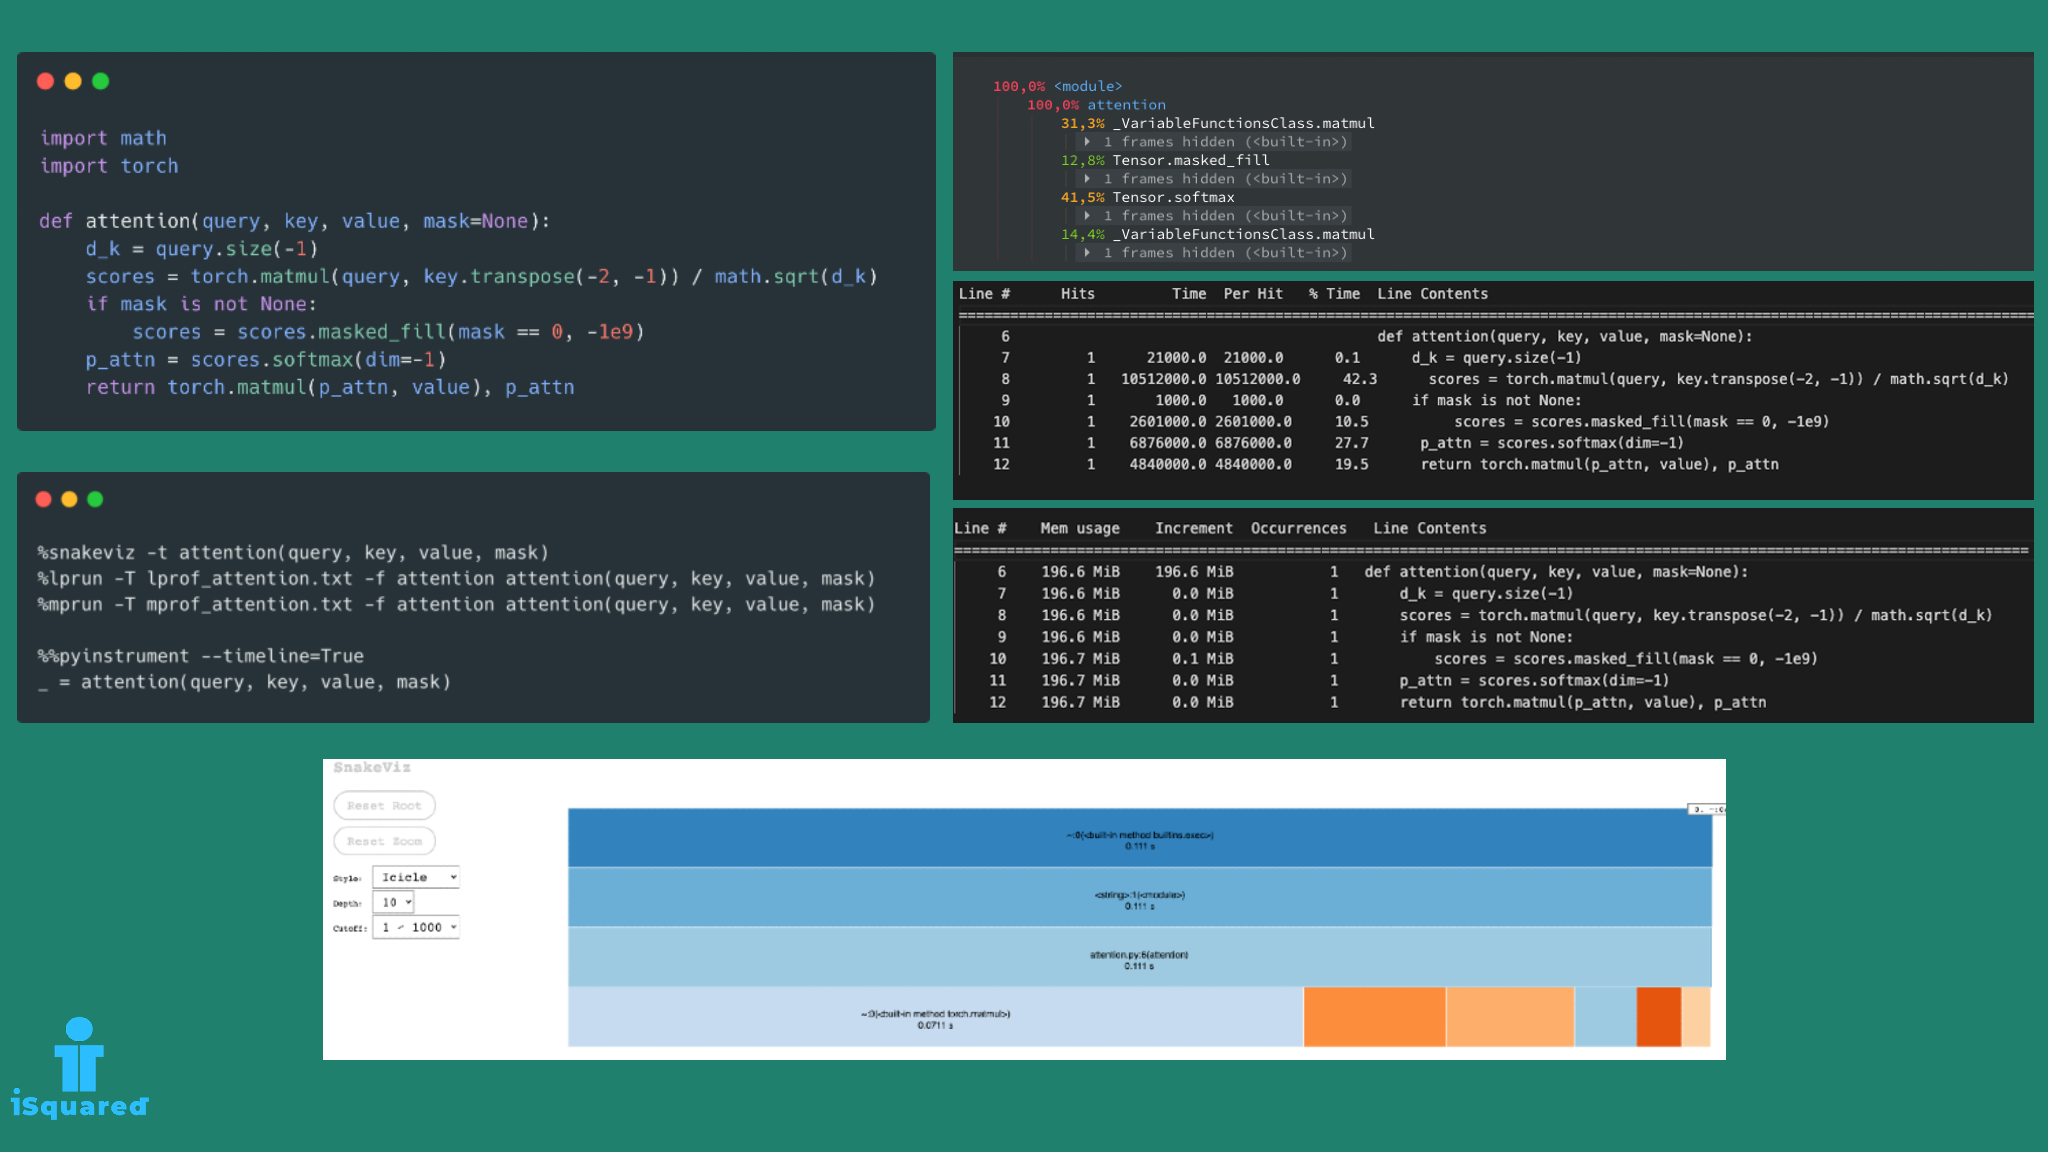 import math
import torch
def attention(query, key, value, mask=None):
d_k = query.size(-1)
scores = torch.matmul(query, key.transpose(-2, -1)) / math.sqrt(d_k)
if mask is not None:
scores = scores.masked_fill(mask == 0, -1e9)
p_attn = scores.softmax(dim=-1)
return torch.matmul(p_attn, value), p_attn
%snakeviz -t attention(query, key, value, mask)
%lprun -T lprof_attention.txt -f attention attention(query, key, value, mask)
%mprun -T mprof_attention.txt -f attention attention(query, key, value, mask)
%%pyinstrument --timeline=True
_ = attention(query, key, value, mask)
100,0% <module>
100,0% attention
31,3% _VariableFunctionsClass.matmul
1 frames hidden (<built-in>)
12,8% Tensor.masked_fill
1 frames hidden (<built-in>)
41,5% Tensor.softmax
1 frames hidden (<built-in>)
14,4% _VariableFunctionsClass.matmul
1 frames hidden (<built-in>)
Line # Hits Time Per Hit % Time Line Contents
6 def attention(query, key, value, mask=None):
7 1 21000.0 21000.0 0.1 d_k = query.size(-1)
8 1 10512000.0 10512000.0 42.3 scores = torch.matmul(query, key.transpose(-2, -1)) / math.sqrt(d_k)
9 1 1000.0 1000.0 0.0 if mask is not None:
10 1 2601000.0 2601000.0 10.5 scores = scores.masked_fill(mask == 0, -1e9)
11 1 6876000.0 6876000.0 27.7 p_attn = scores.softmax(dim=-1)
12 1 4840000.0 4840000.0 19.5 return torch.matmul(p_attn, value), p_attn
Line # Mem usage Increment Occurrences Line Contents
6 196.6 MiB 196.6 MiB 1 def attention(query, key, value, mask=None):
7 196.6 MiB 0.0 MiB 1 d_k = query.size(-1)
8 196.6 MiB 0.0 MiB 1 scores = torch.matmul(query, key.transpose(-2, -1)) / math.sqrt(d_k)
9 196.6 MiB 0.0 MiB 1 if mask is not None:
10 196.7 MiB 0.1 MiB 1 scores = scores.masked_fill(mask == 0, -1e9)
11 196.7 MiB 0.0 MiB 1 p_attn = scores.softmax(dim=-1)
12 196.7 MiB 0.0 MiB 1 return torch.matmul(p_attn, value), p_attn
SnakeViz
Reset Root
Reset Zoom
Style: Icicle
Depth: 10
Cutoff: 1 / 1000
~:0(<built-in method builtins.exec>)
0.111 s
<string>:1(<module>)
0.111 s
attention.py:6(attention)
0.111 s
~:0(<built-in method torch.matmul>)
0.0711 s
iSquared